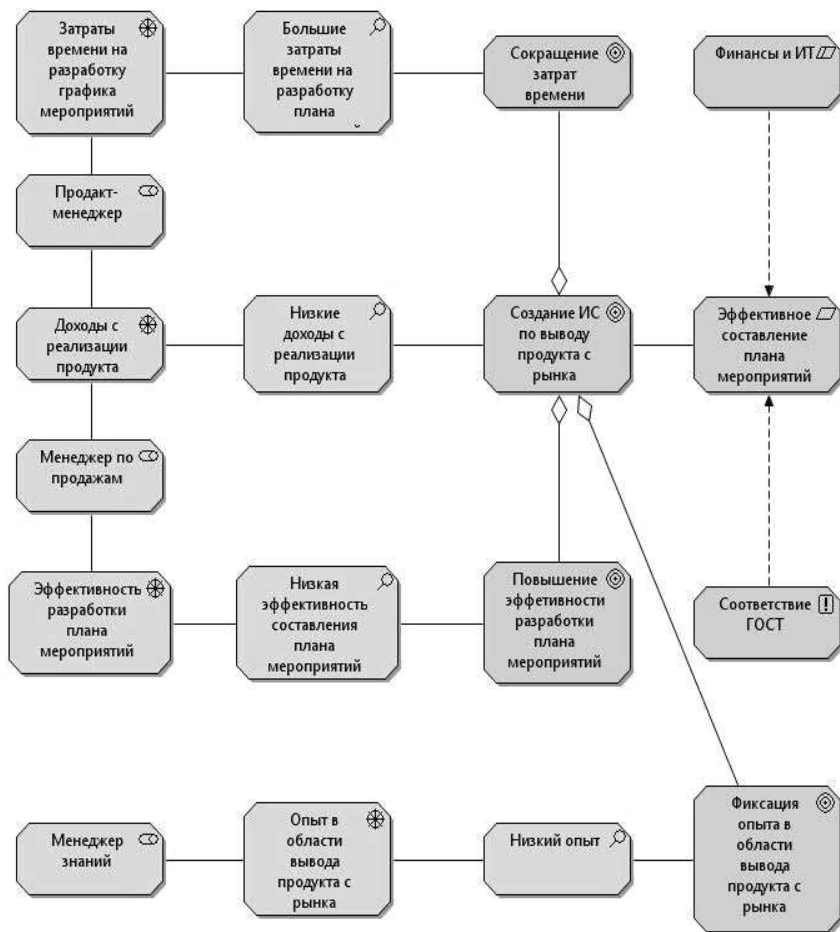 Затраты
времени на
разработку
графика
мероприятий
Большие
затраты
времени на
разработку
плана
Сокращение
затрат
времени
Финансы и ИТ
Продакт-
менеджер
Доходы с
реализации
продукта
Низкие
доходы с
реализации
продукта
Создание ИС
по выводу
продукта с
рынка
Эффективное
составление
плана
мероприятий
Менеджер по
продажам
Эффективность
разработки
плана
мероприятий
Низкая
эффективность
составления
плана
мероприятий
Повышение
эффетивности
разработки
плана
мероприятий
Соответствие
ГОСТ
Менеджер
знаний
Опыт в
области
вывода
продукта с
рынка
Низкий опыт
Фиксация
опыта в
области
вывода
продукта с
рынка